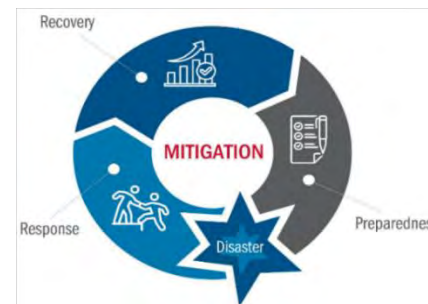 Recovery
MITIGATION
Response
Disaster
Preparednes